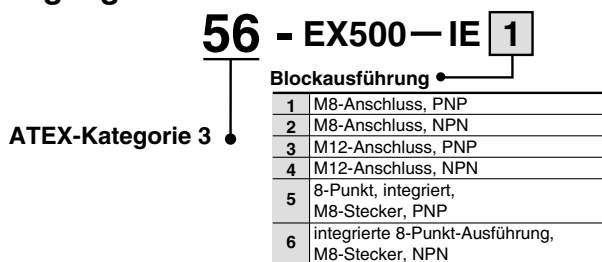 56 - EX500 — IE 1
Blockausführung
ATEX-Kategorie 3
1 M8-Anschluss, PNP
2 M8-Anschluss, NPN
3 M12-Anschluss, PNP
4 M12-Anschluss, NPN
5 8-Punkt, integriert,
M8-Stecker, PNP
6 integrierte 8-Punkt-Ausführung,
M8-Stecker, NPN